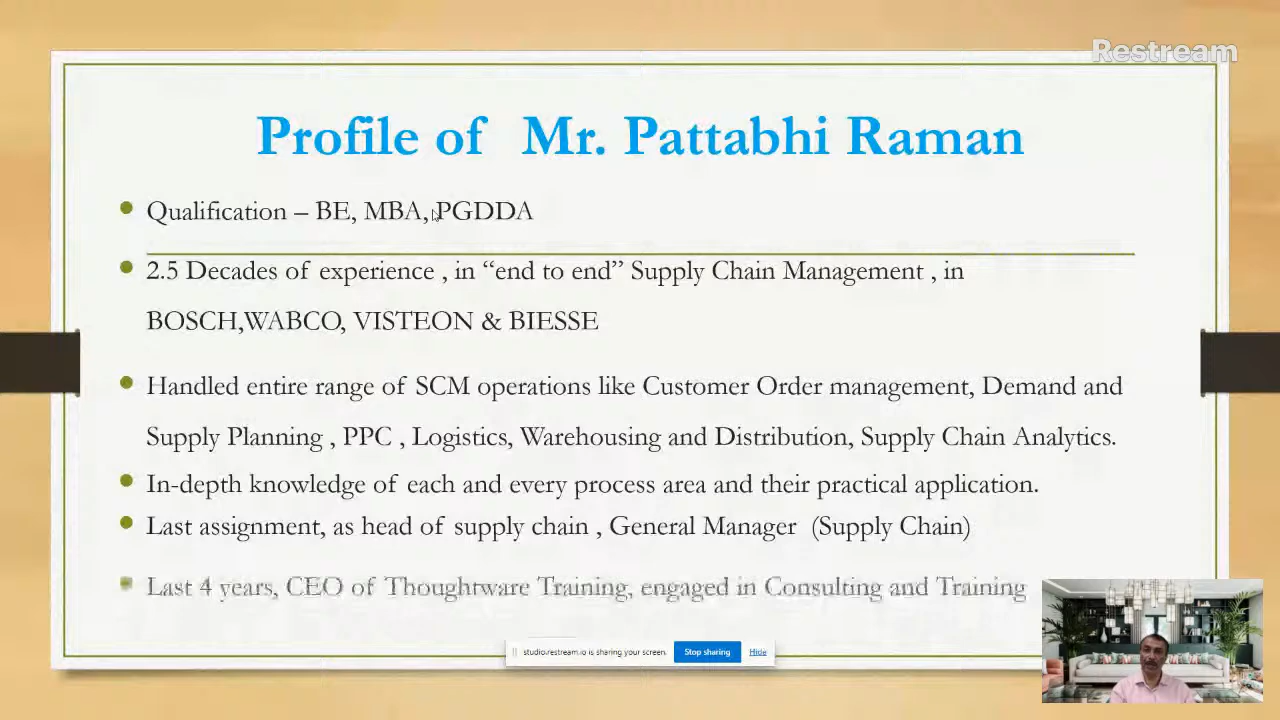 Restream
Profile of Mr. Pattabhi Raman
Qualification – BE, MBA, PGDDA
2.5 Decades of experience , in “end to end” Supply Chain Management , in
BOSCH,WABCO, VISTEON & BIESSE
Handled entire range of SCM operations like Customer Order management, Demand and
Supply Planning , PPC , Logistics, Warehousing and Distribution, Supply Chain Analytics.
In-depth knowledge of each and every process area and their practical application.
Last assignment, as head of supply chain , General Manager (Supply Chain)
Last 4 years, CEO of Thoughtware Training, engaged in Consulting and Training
studio.restream.io is sharing your screen. Stop sharing Hide